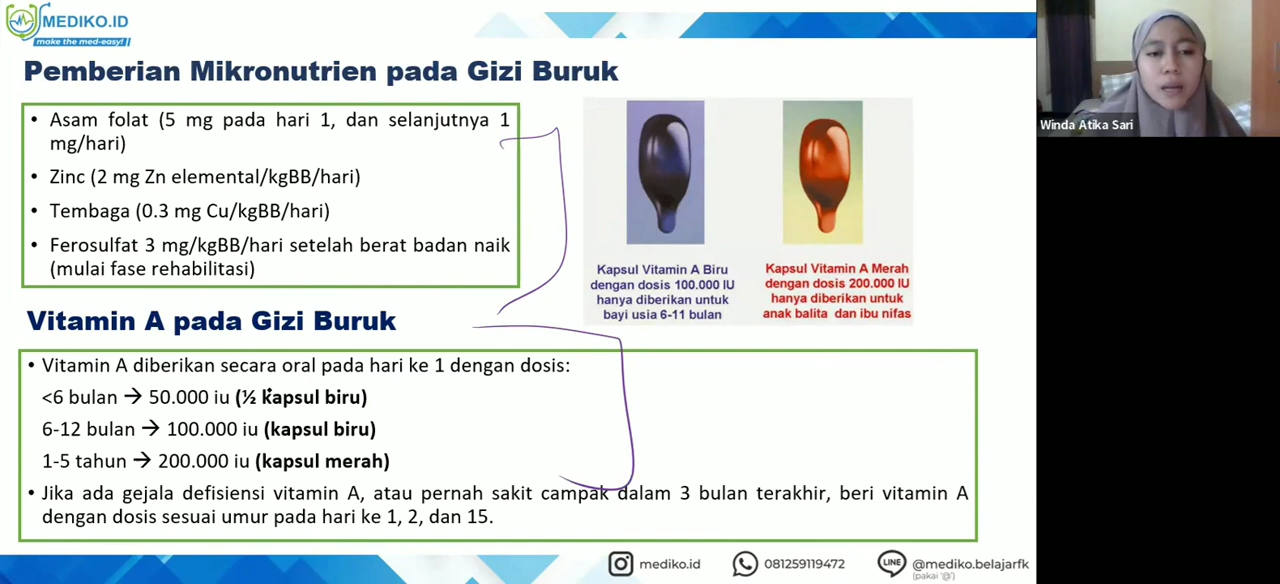 MEDIKO.ID
make the med-easy!
Pemberian Mikronutrien pada Gizi Buruk
• Asam folat (5 mg pada hari 1, dan selanjutnya 1
mg/hari)
• Zinc (2 mg Zn elemental/kgBB/hari)
• Tembaga (0.3 mg Cu/kgBB/hari)
• Ferosulfat 3 mg/kgBB/hari setelah berat badan naik
(mulai fase rehabilitasi)
Kapsul Vitamin A Biru
dengan dosis 100.000 IU
hanya diberikan untuk
bayi usia 6-11 bulan
Kapsul Vitamin A Merah
dengan dosis 200.000 IU
hanya diberikan untuk
anak balita dan ibu nifas
Winda Atika Sari
Vitamin A pada Gizi Buruk
• Vitamin A diberikan secara oral pada hari ke 1 dengan dosis:
<6 bulan → 50.000 iu (½ kapsul biru)
6-12 bulan → 100.000 iu (kapsul biru)
1-5 tahun → 200.000 iu (kapsul merah)
• Jika ada gejala defisiensi vitamin A, atau pernah sakit campak dalam 3 bulan terakhir, beri vitamin A
dengan dosis sesuai umur pada hari ke 1, 2, dan 15.
mediko.id
081259119472
LINE
@mediko.belajarfk
(pakai '@')